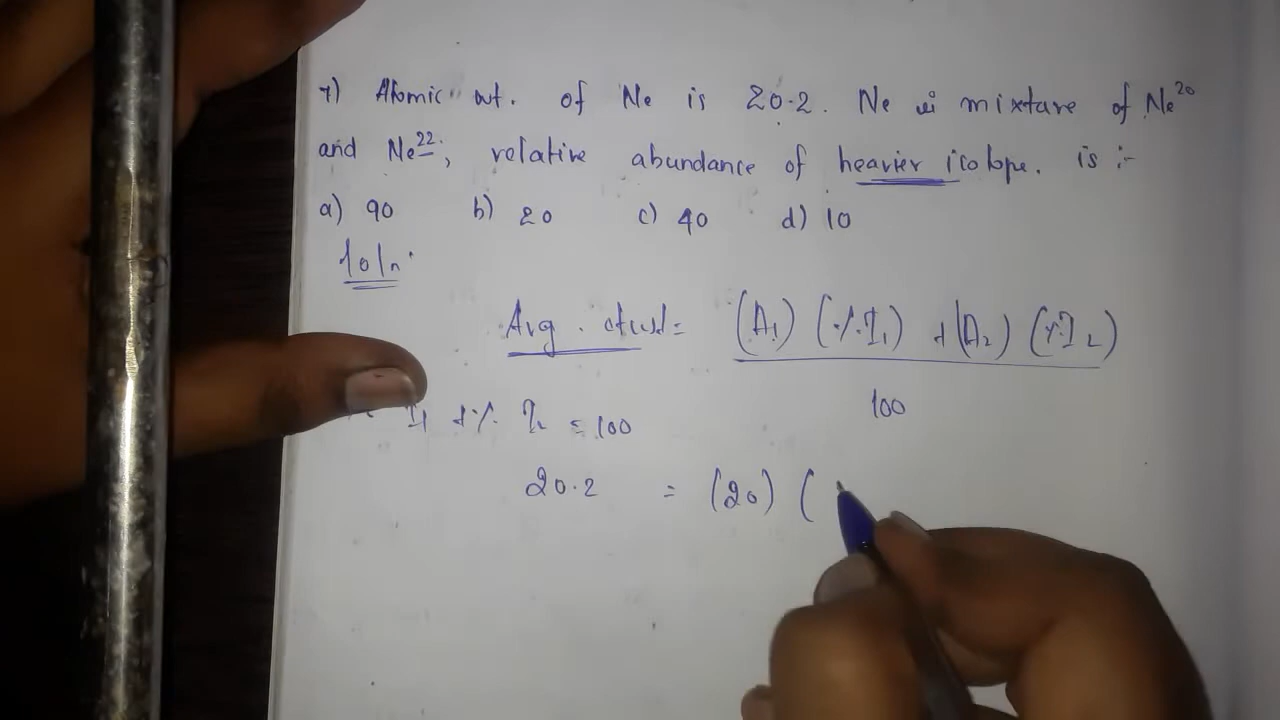 7) Atomic wt. of Ne is 20.2. Ne is mixture of Ne²⁰
and Ne²², relative abundance of heavier isotope. is :-
a) 90 b) 20 c) 40 d) 10
Soln.
Avg. = (A₁) (% I₁) + (A₂) (% I₂)
100
I₁ + % I₂ = 100
20.2 = (20) (